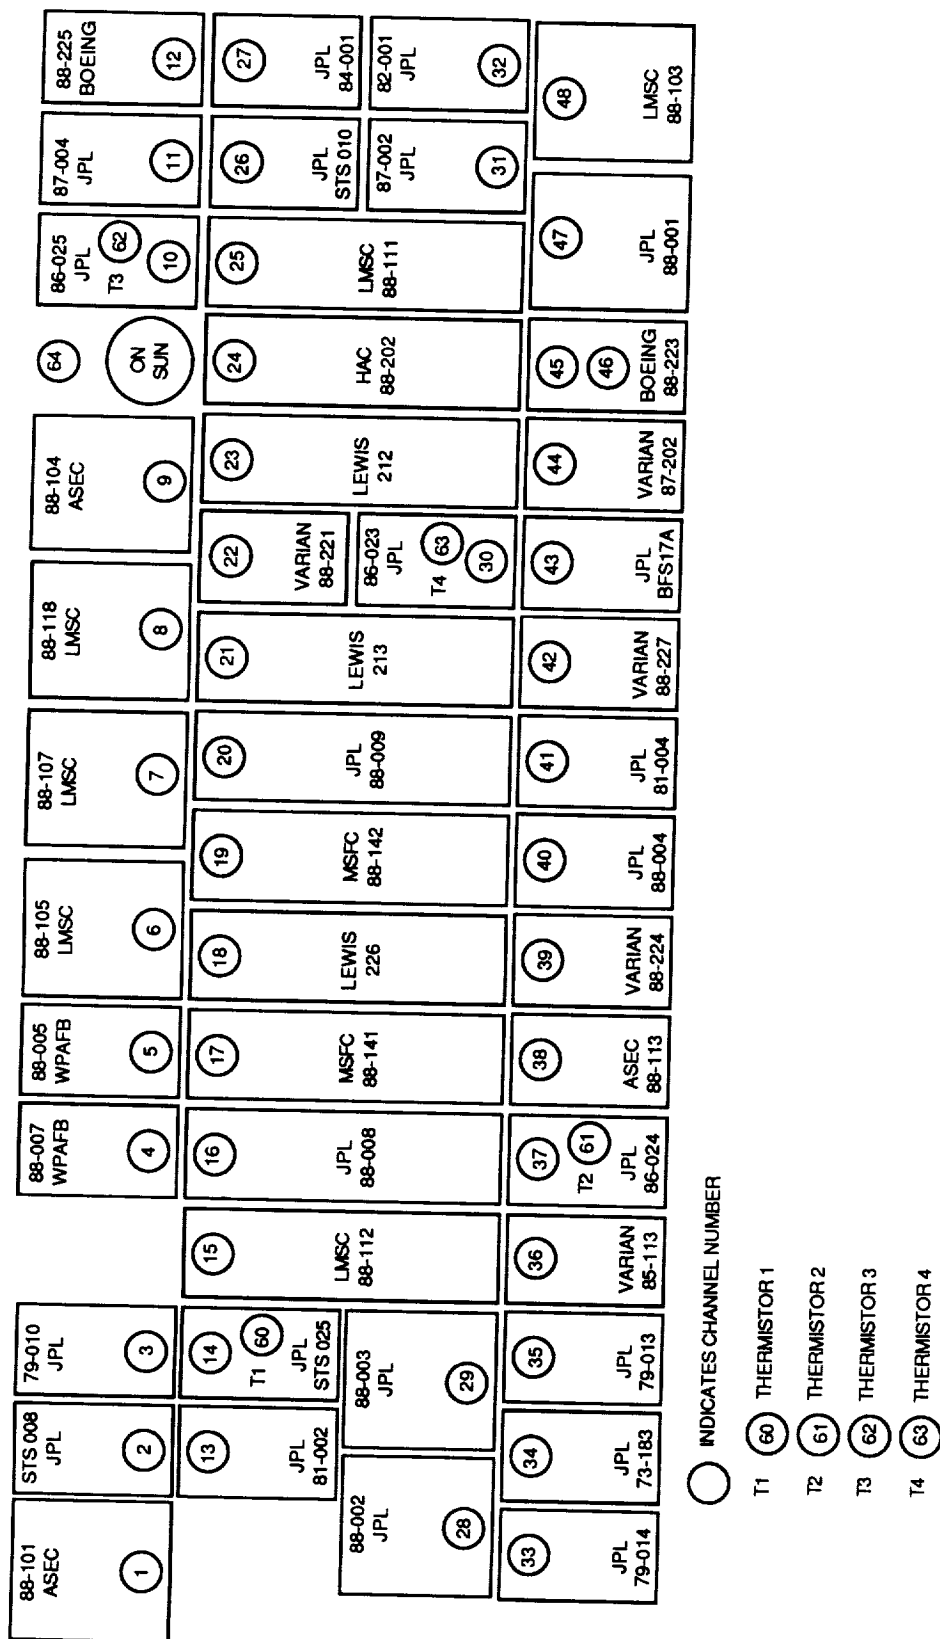 88-101
ASEC
1
STS 008
JPL
2
79-010
JPL
3
88-007
WPAFB
4
88-005
WPAFB
5
88-105
LMSC
6
88-107
LMSC
7
88-118
LMSC
8
88-104
ASEC
9
64
ON
SUN
86-025
JPL
T3
62
10
87-004
JPL
11
88-225
BOEING
12
13
JPL
81-002
14
T1
60
JPL
STS 025
15
LMSC
88-112
16
JPL
88-008
17
MSFC
88-141
18
LEWIS
226
19
MSFC
88-142
20
JPL
88-009
21
LEWIS
213
22
VARIAN
88-221
23
LEWIS
212
24
HAC
88-202
25
LMSC
88-111
26
JPL
STS 010
27
JPL
84-001
88-002
JPL
28
88-003
JPL
29
86-023
JPL
T4
63
30
87-002
JPL
31
82-001
JPL
32
33
JPL
79-014
34
JPL
73-183
35
JPL
79-013
36
VARIAN
85-113
37
T2
61
JPL
86-024
38
ASEC
88-113
39
VARIAN
88-224
40
JPL
88-004
41
JPL
81-004
42
VARIAN
88-227
43
JPL
BFS17A
44
VARIAN
87-202
45
46
BOEING
88-223
47
JPL
88-001
48
LMSC
88-103
INDICATES CHANNEL NUMBER
T1 60 THERMISTOR 1
T2 61 THERMISTOR 2
T3 62 THERMISTOR 3
T4 63 THERMISTOR 4